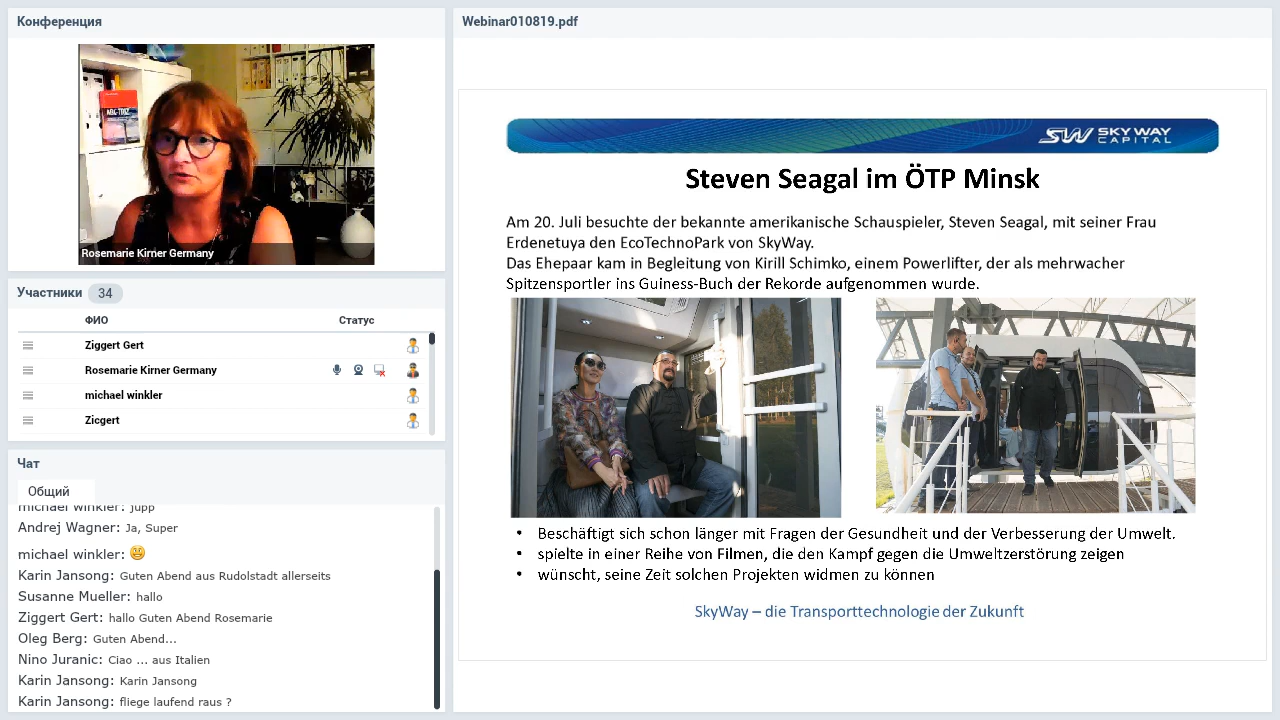 Конференция
Rosemarie Kirner Germany
Участники 34
ФИО Статус
Ziggert Gert
Rosemarie Kirner Germany
michael winkler
Zicgert
Чат
Общий
michael winkler: jupp
Andrej Wagner: Ja, Super
michael winkler:
Karin Jansong: Guten Abend aus Rudolstadt allerseits
Susanne Mueller: hallo
Ziggert Gert: hallo Guten Abend Rosemarie
Oleg Berg: Guten Abend...
Nino Juranic: Ciao ... aus Italien
Karin Jansong: Karin Jansong
Karin Jansong: fliege laufend raus ?
Webinar010819.pdf
SW SKY WAY
CAPITAL
Steven Seagal im ÖTP Minsk
Am 20. Juli besuchte der bekannte amerikanische Schauspieler, Steven Seagal, mit seiner Frau
Erdenetuya den EcoTechnoPark von SkyWay.
Das Ehepaar kam in Begleitung von Kirill Schimko, einem Powerlifter, der als mehrwacher
Spitzensportler ins Guiness-Buch der Rekorde aufgenommen wurde.
• Beschäftigt sich schon länger mit Fragen der Gesundheit und der Verbesserung der Umwelt.
• spielte in einer Reihe von Filmen, die den Kampf gegen die Umweltzerstörung zeigen
• wünscht, seine Zeit solchen Projekten widmen zu können
SkyWay – die Transporttechnologie der Zukunft